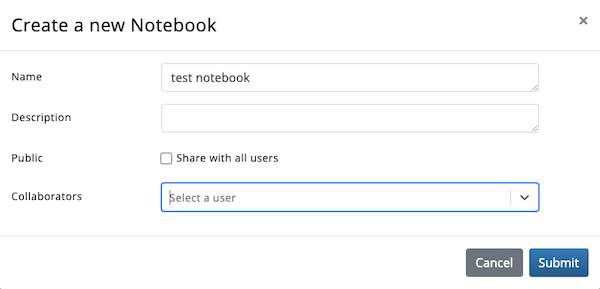 Create a new Notebook ×
Name test notebook
Description
Public Share with all users
Collaborators Select a user
Cancel Submit